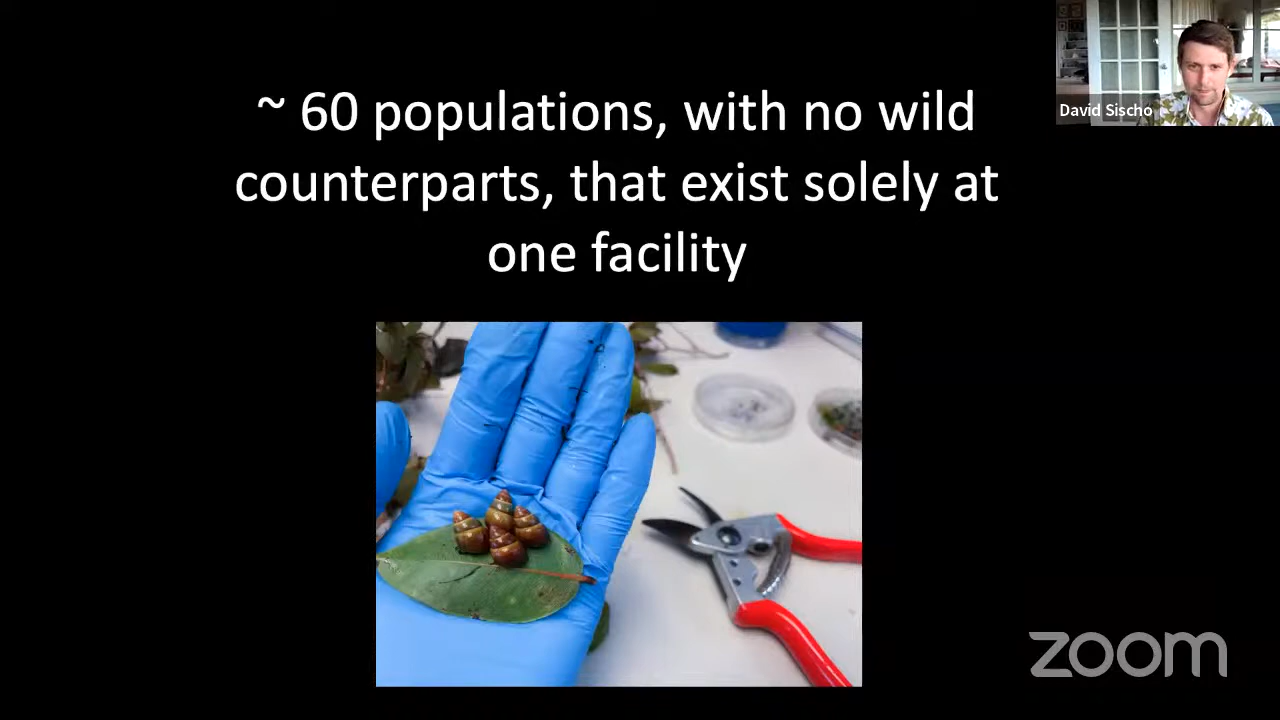 ~ 60 populations, with no wild
counterparts, that exist solely at
one facility
David Sischo
zoom